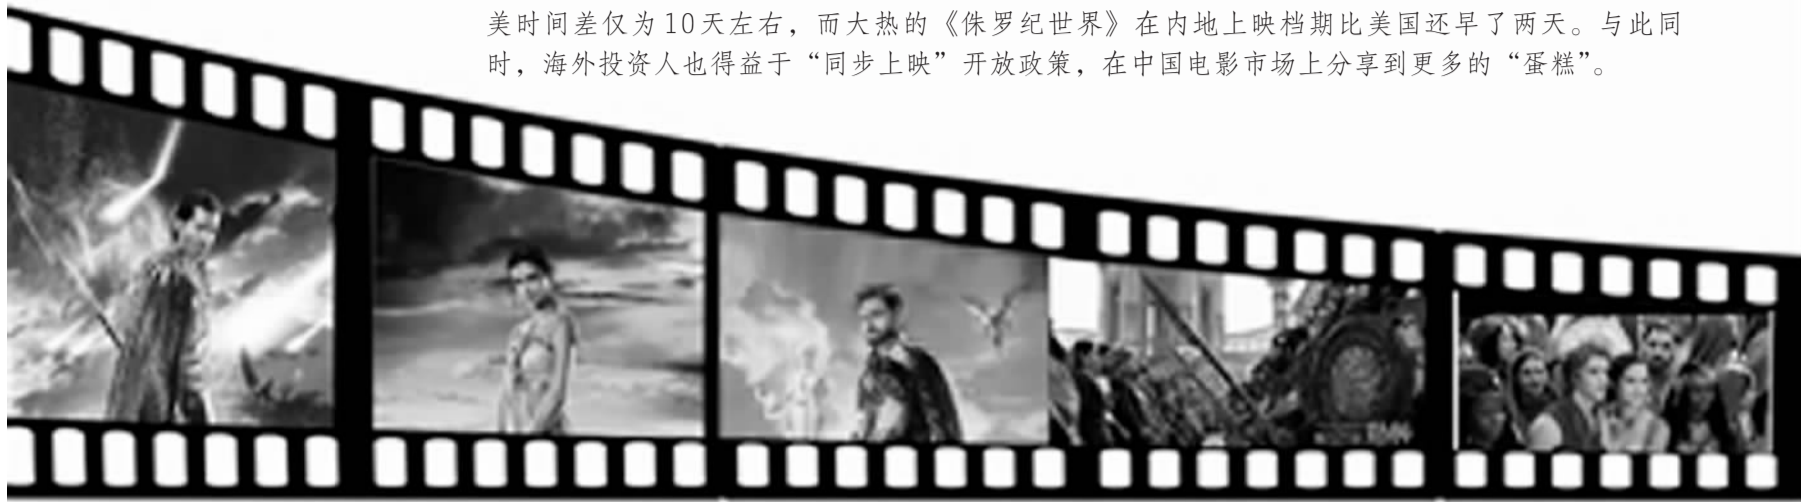 美时间差仅为10天左右，而大热的《侏罗纪世界》在内地上映档期比美国还早了两天。与此同
时，海外投资人也得益于“同步上映”开放政策，在中国电影市场上分享到更多的“蛋糕”。